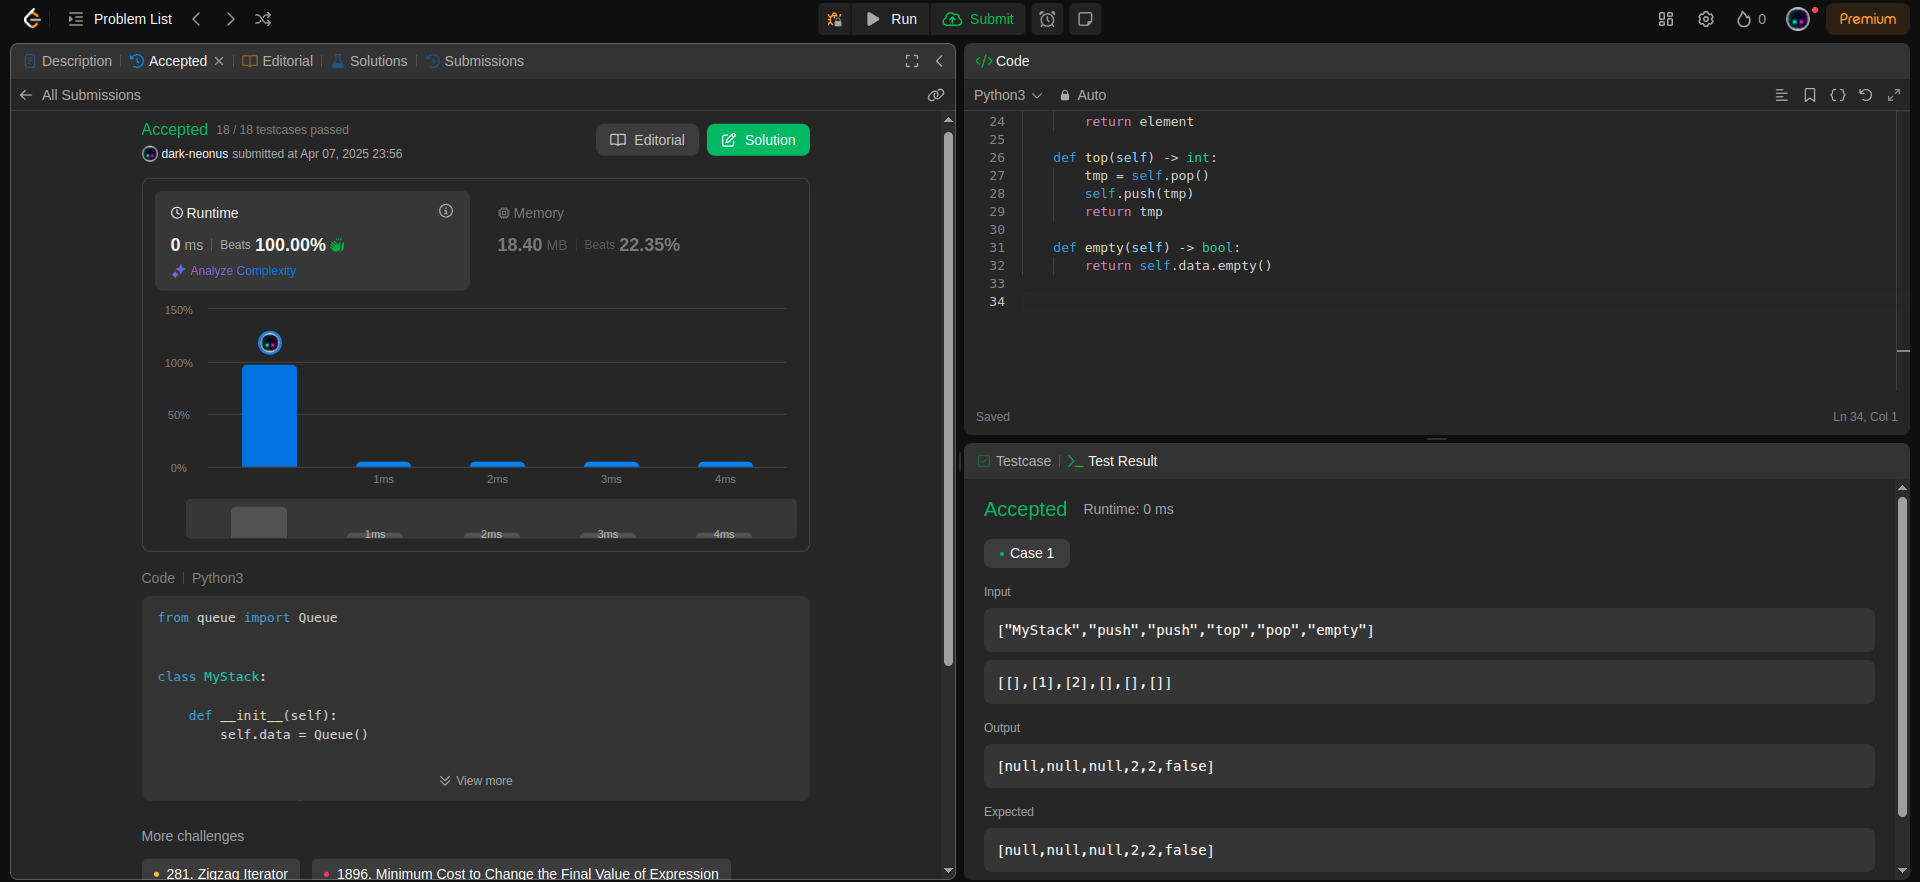 Problem List
Run
Submit
0
Premium
Description
Accepted
Editorial
Solutions
Submissions
All Submissions
Accepted 18 / 18 testcases passed
dark-neonus submitted at Apr 07, 2025 23:56
Editorial
Solution
Runtime
0 ms Beats 100.00%
Analyze Complexity
Memory
18.40 MB Beats 22.35%
150%
100%
50%
0%
1ms 2ms 3ms 4ms
1ms 2ms 3ms 4ms
Code Python3
from queue import Queue
class MyStack:
def __init__(self):
self.data = Queue()
View more
More challenges
281. Zigzag Iterator
1896. Minimum Cost to Change the Final Value of Expression
</> Code
Python3
Auto
24 return element
25
26 def top(self) -> int:
27 tmp = self.pop()
28 self.push(tmp)
29 return tmp
30
31 def empty(self) -> bool:
32 return self.data.empty()
33
34
Saved
Ln 34, Col 1
Testcase
Test Result
Accepted Runtime: 0 ms
Case 1
Input
["MyStack","push","push","top","pop","empty"]
[[],[1],[2],[],[],[]]
Output
[null,null,null,2,2,false]
Expected
[null,null,null,2,2,false]